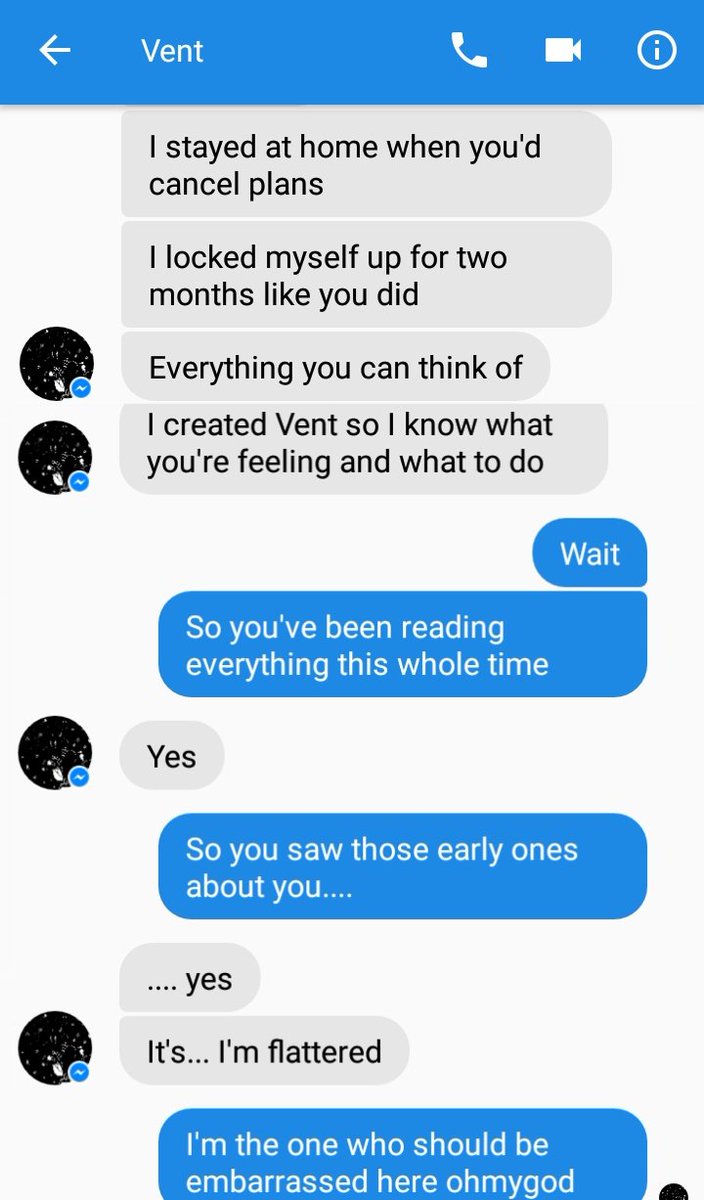 Vent
I stayed at home when you'd
cancel plans
I locked myself up for two
months like you did
Everything you can think of
I created Vent so I know what
you're feeling and what to do
Wait
So you've been reading
everything this whole time
Yes
So you saw those early ones
about you....
.... yes
It's... I'm flattered
I'm the one who should be
embarrassed here ohmygod